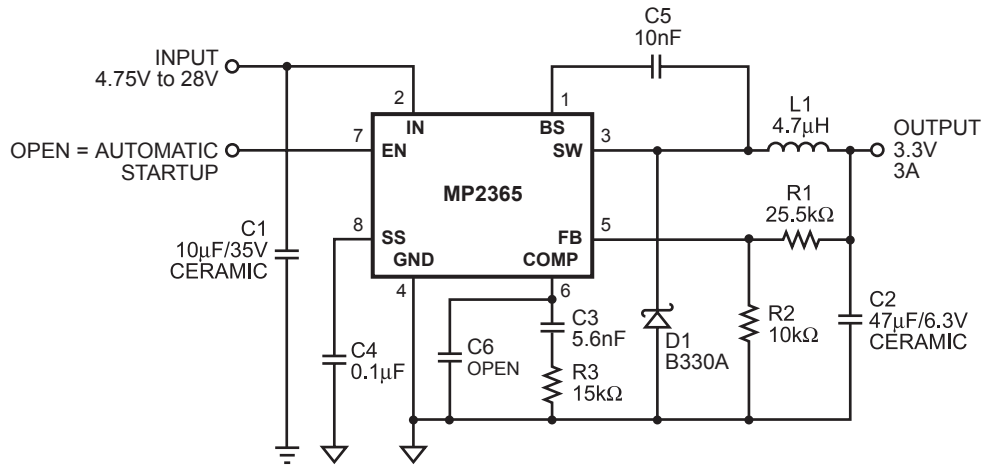 C5
10nF
INPUT
4.75V to 28V
2
1
IN
BS
L1
4.7μH
7
3
OPEN = AUTOMATIC
STARTUP
EN
SW
OUTPUT
3.3V
3A
MP2365
R1
25.5kΩ
8
5
C1
10μF/35V
CERAMIC
SS
FB
GND
COMP
4
6
C4
0.1μF
C6
OPEN
C3
5.6nF
R3
15kΩ
D1
B330A
R2
10kΩ
C2
47μF/6.3V
CERAMIC